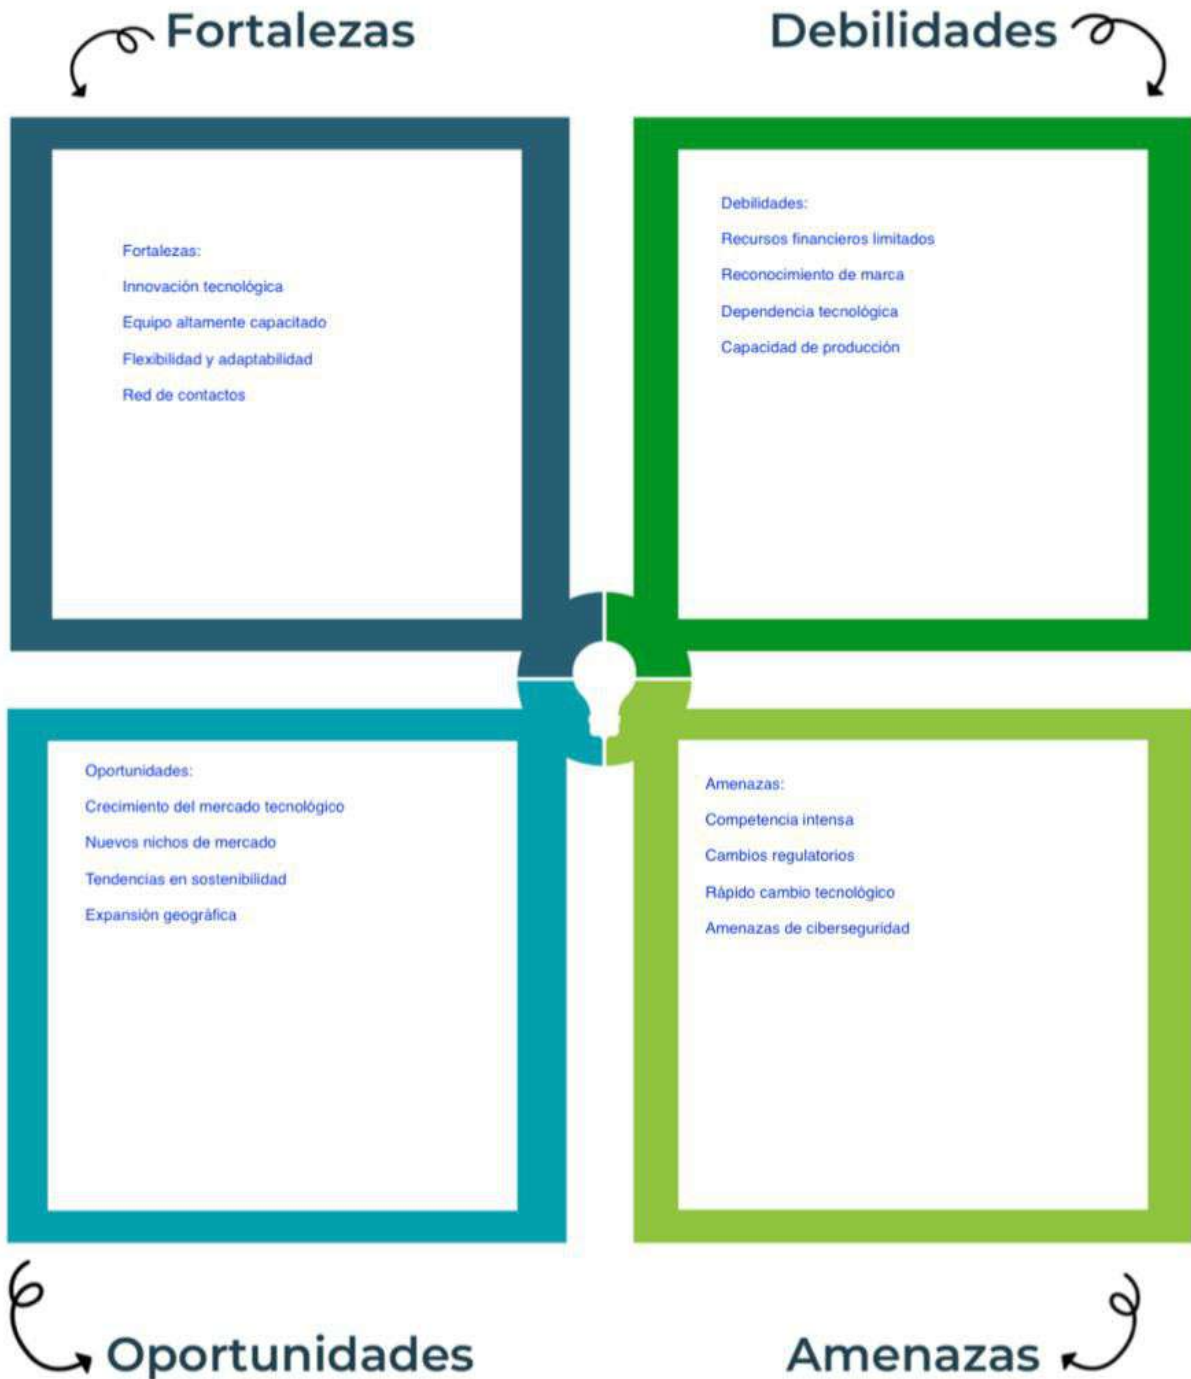 Fortalezas
Debilidades
Fortalezas:
Innovación tecnológica
Equipo altamente capacitado
Flexibilidad y adaptabilidad
Red de contactos
Debilidades:
Recursos financieros limitados
Reconocimiento de marca
Dependencia tecnológica
Capacidad de producción
Oportunidades:
Crecimiento del mercado tecnológico
Nuevos nichos de mercado
Tendencias en sostenibilidad
Expansión geográfica
Amenazas:
Competencia intensa
Cambios regulatorios
Rápido cambio tecnológico
Amenazas de ciberseguridad
Oportunidades
Amenazas